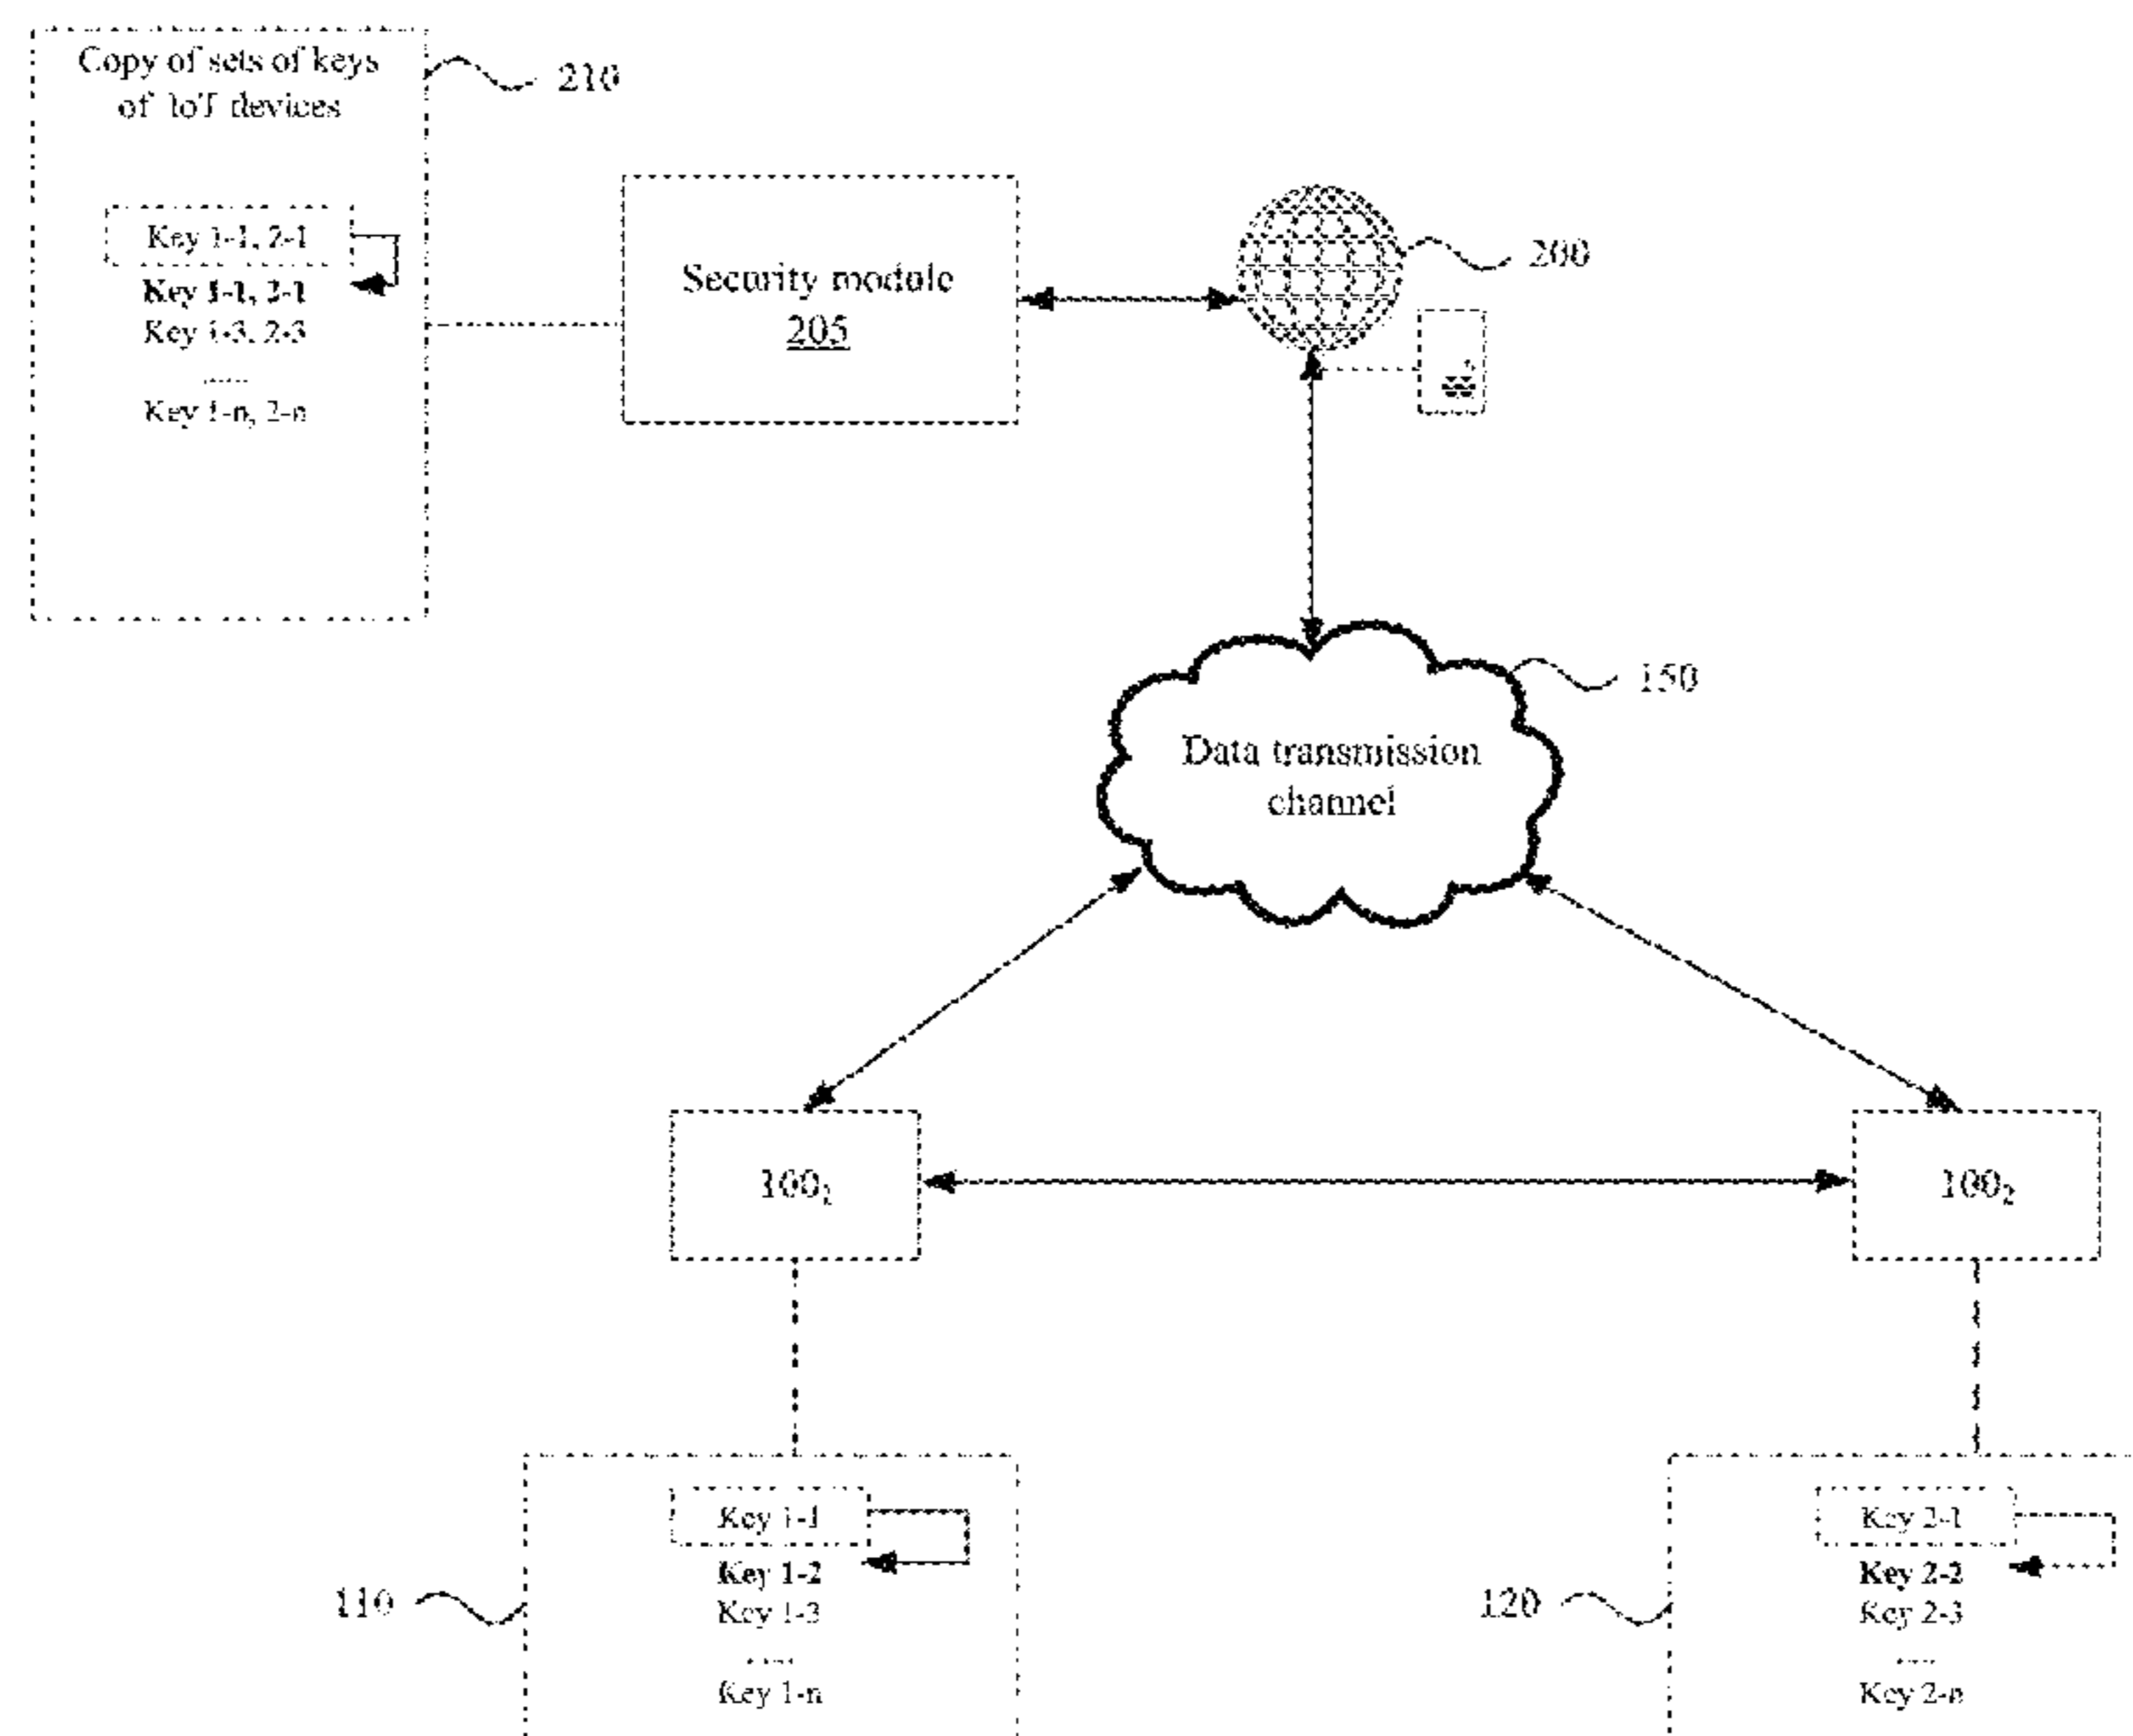 Copy of sets of keys
of IoT devices
210
Key 1-1, 2-1
Key 1-1, 2-1
Key 1-3, 2-3
.....
Key 1-n, 2-n
Security module
205
200
150
Data transmission
channel
100₁
100₂
Key 1-1
Key 1-2
Key 1-3
.....
Key 1-n
110
Key 2-1
Key 2-2
Key 2-3
.....
Key 2-n
120